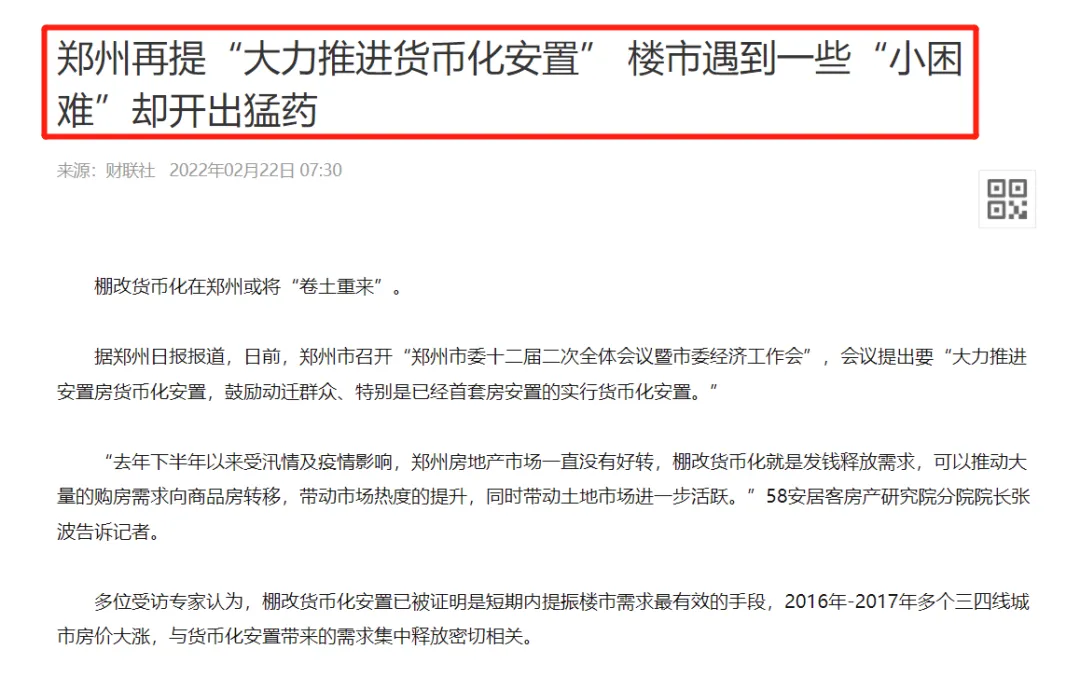 郑州再提“大力推进货币化安置” 楼市遇到一些“小困
难”却开出猛药
来源：财联社 2022年02月22日 07:30
棚改货币化在郑州或将“卷土重来”。
据郑州日报报道，日前，郑州市召开“郑州市委十二届二次全体会议暨市委经济工作会”，会议提出要“大力推进
安置房货币化安置，鼓励动迁群众、特别是已经首套房安置的实行货币化安置。”
“去年下半年以来受汛情及疫情影响，郑州房地产市场一直没有好转，棚改货币化就是发钱释放需求，可以推动大
量的购房需求向商品房转移，带动市场热度的提升，同时带动土地市场进一步活跃。”58安居客房产研究院分院院长张
波告诉记者。
多位受访专家认为，棚改货币化安置已被证明是短期内提振楼市需求最有效的手段，2016年-2017年多个三四线城
市房价大涨，与货币化安置带来的需求集中释放密切相关。